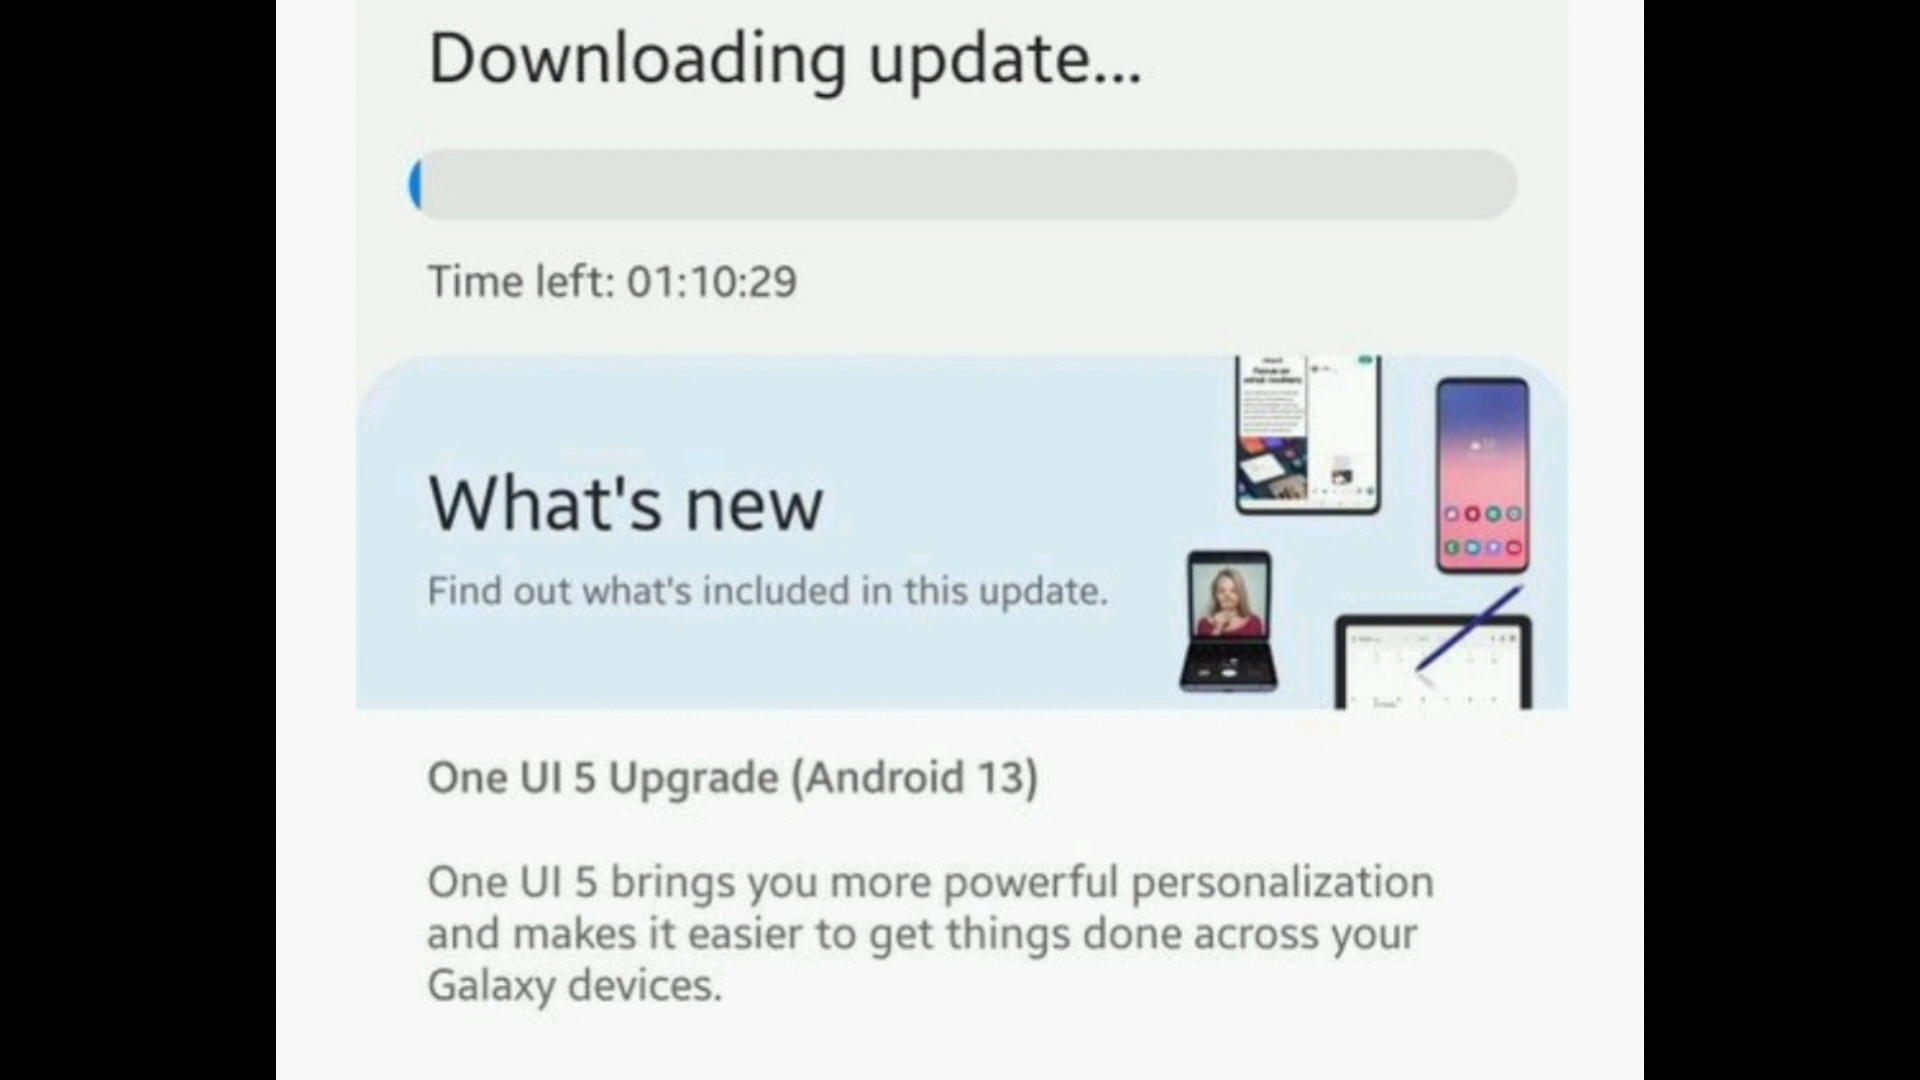 Downloading update...
Time left: 01:10:29
What's new
Find out what's included in this update.
One UI 5 Upgrade (Android 13)
One UI 5 brings you more powerful personalization
and makes it easier to get things done across your
Galaxy devices.